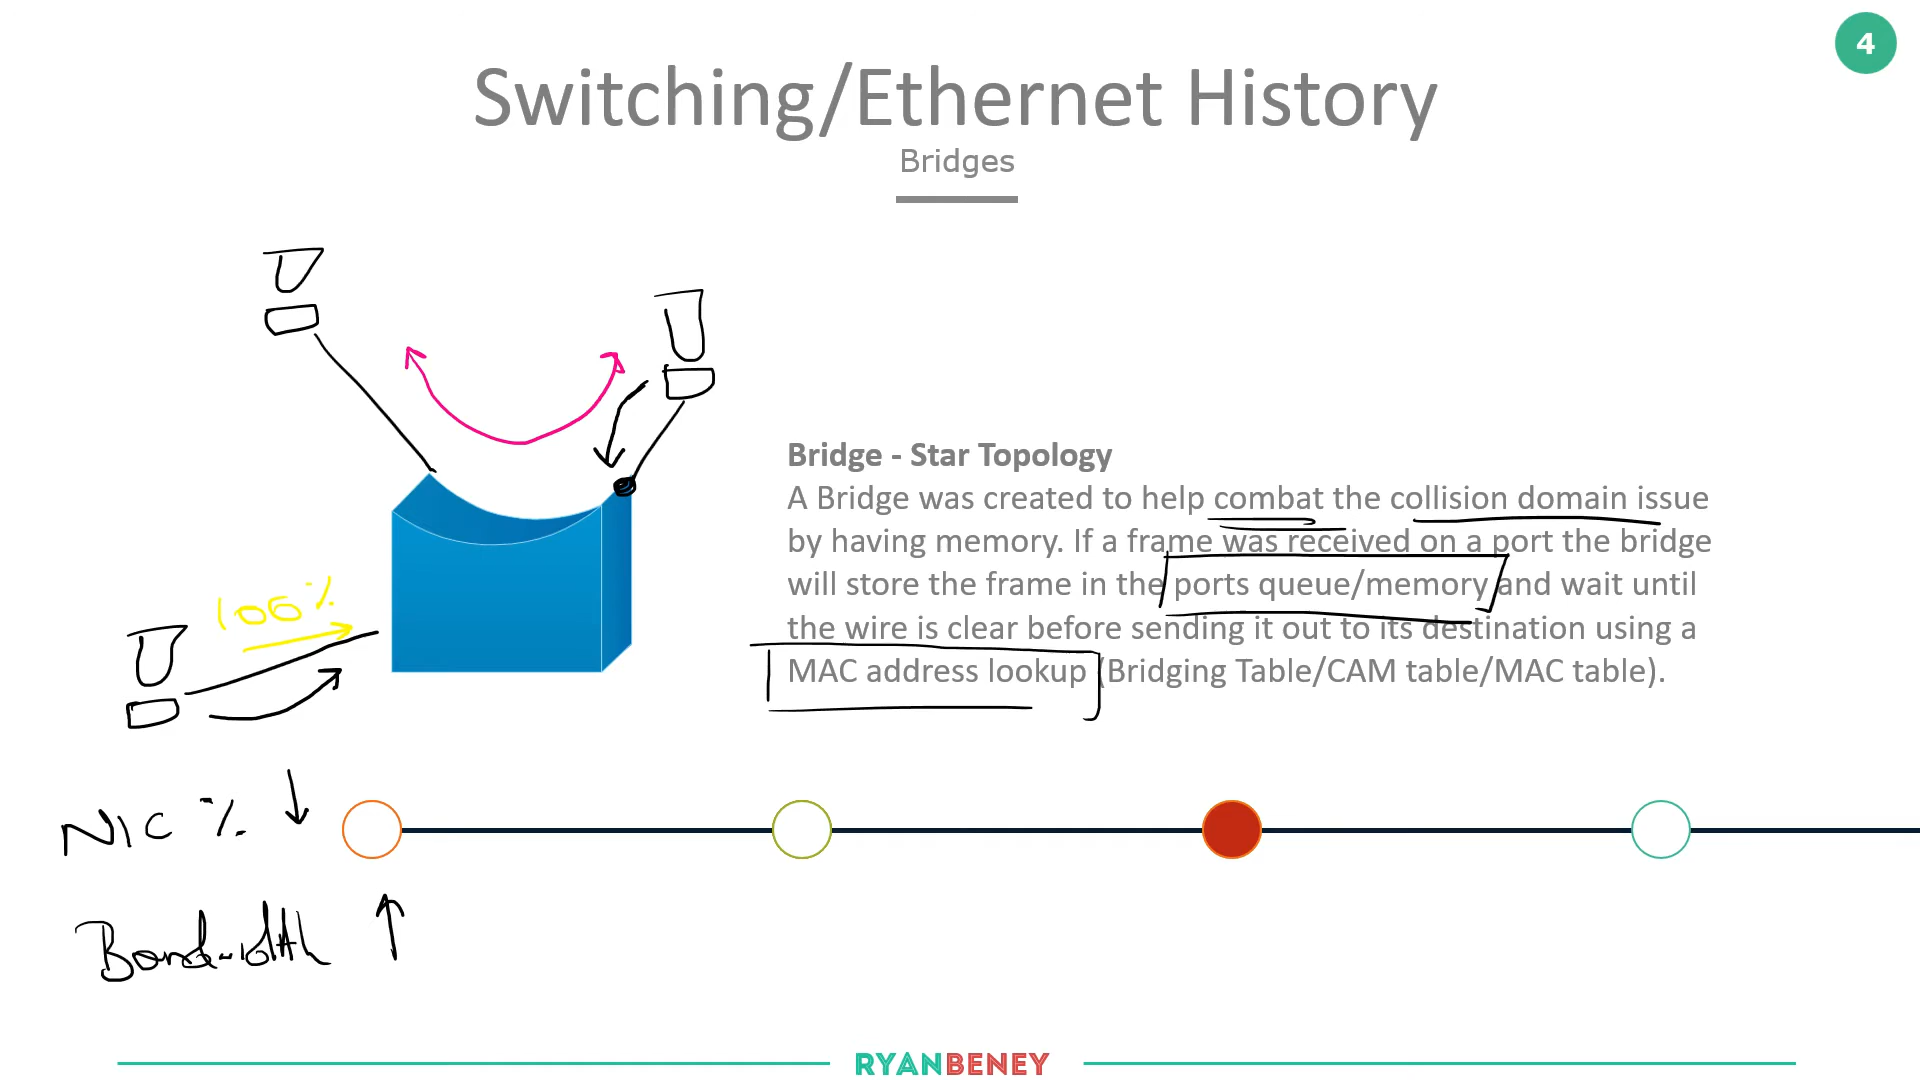 4
Switching/Ethernet History
Bridges
Bridge - Star Topology
A Bridge was created to help combat the collision domain issue
by having memory. If a frame was received on a port the bridge
will store the frame in the ports queue/memory and wait until
the wire is clear before sending it out to its destination using a
MAC address lookup (Bridging Table/CAM table/MAC table).
100%
NIC %
Bandwidth
RYANBENEY